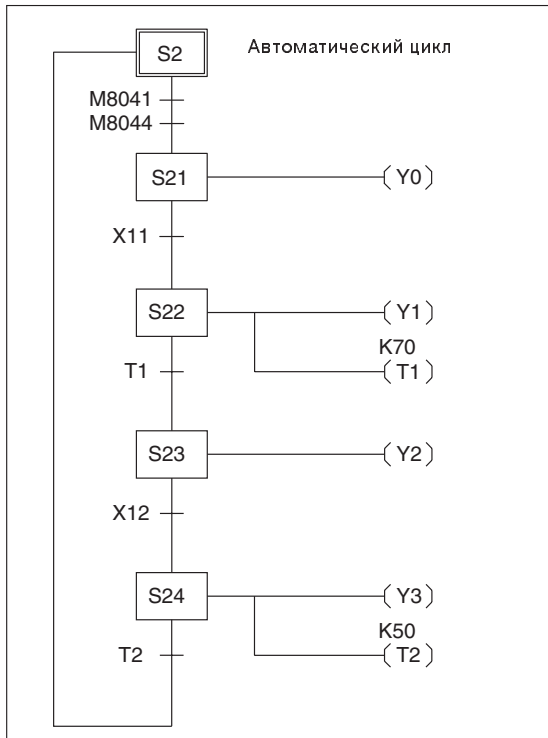 S2 Автоматический цикл
M8041
M8044
S21 (Y0)
X11
S22 (Y1)
K70
T1 (T1)
S23 (Y2)
X12
S24 (Y3)
K50
T2 (T2)